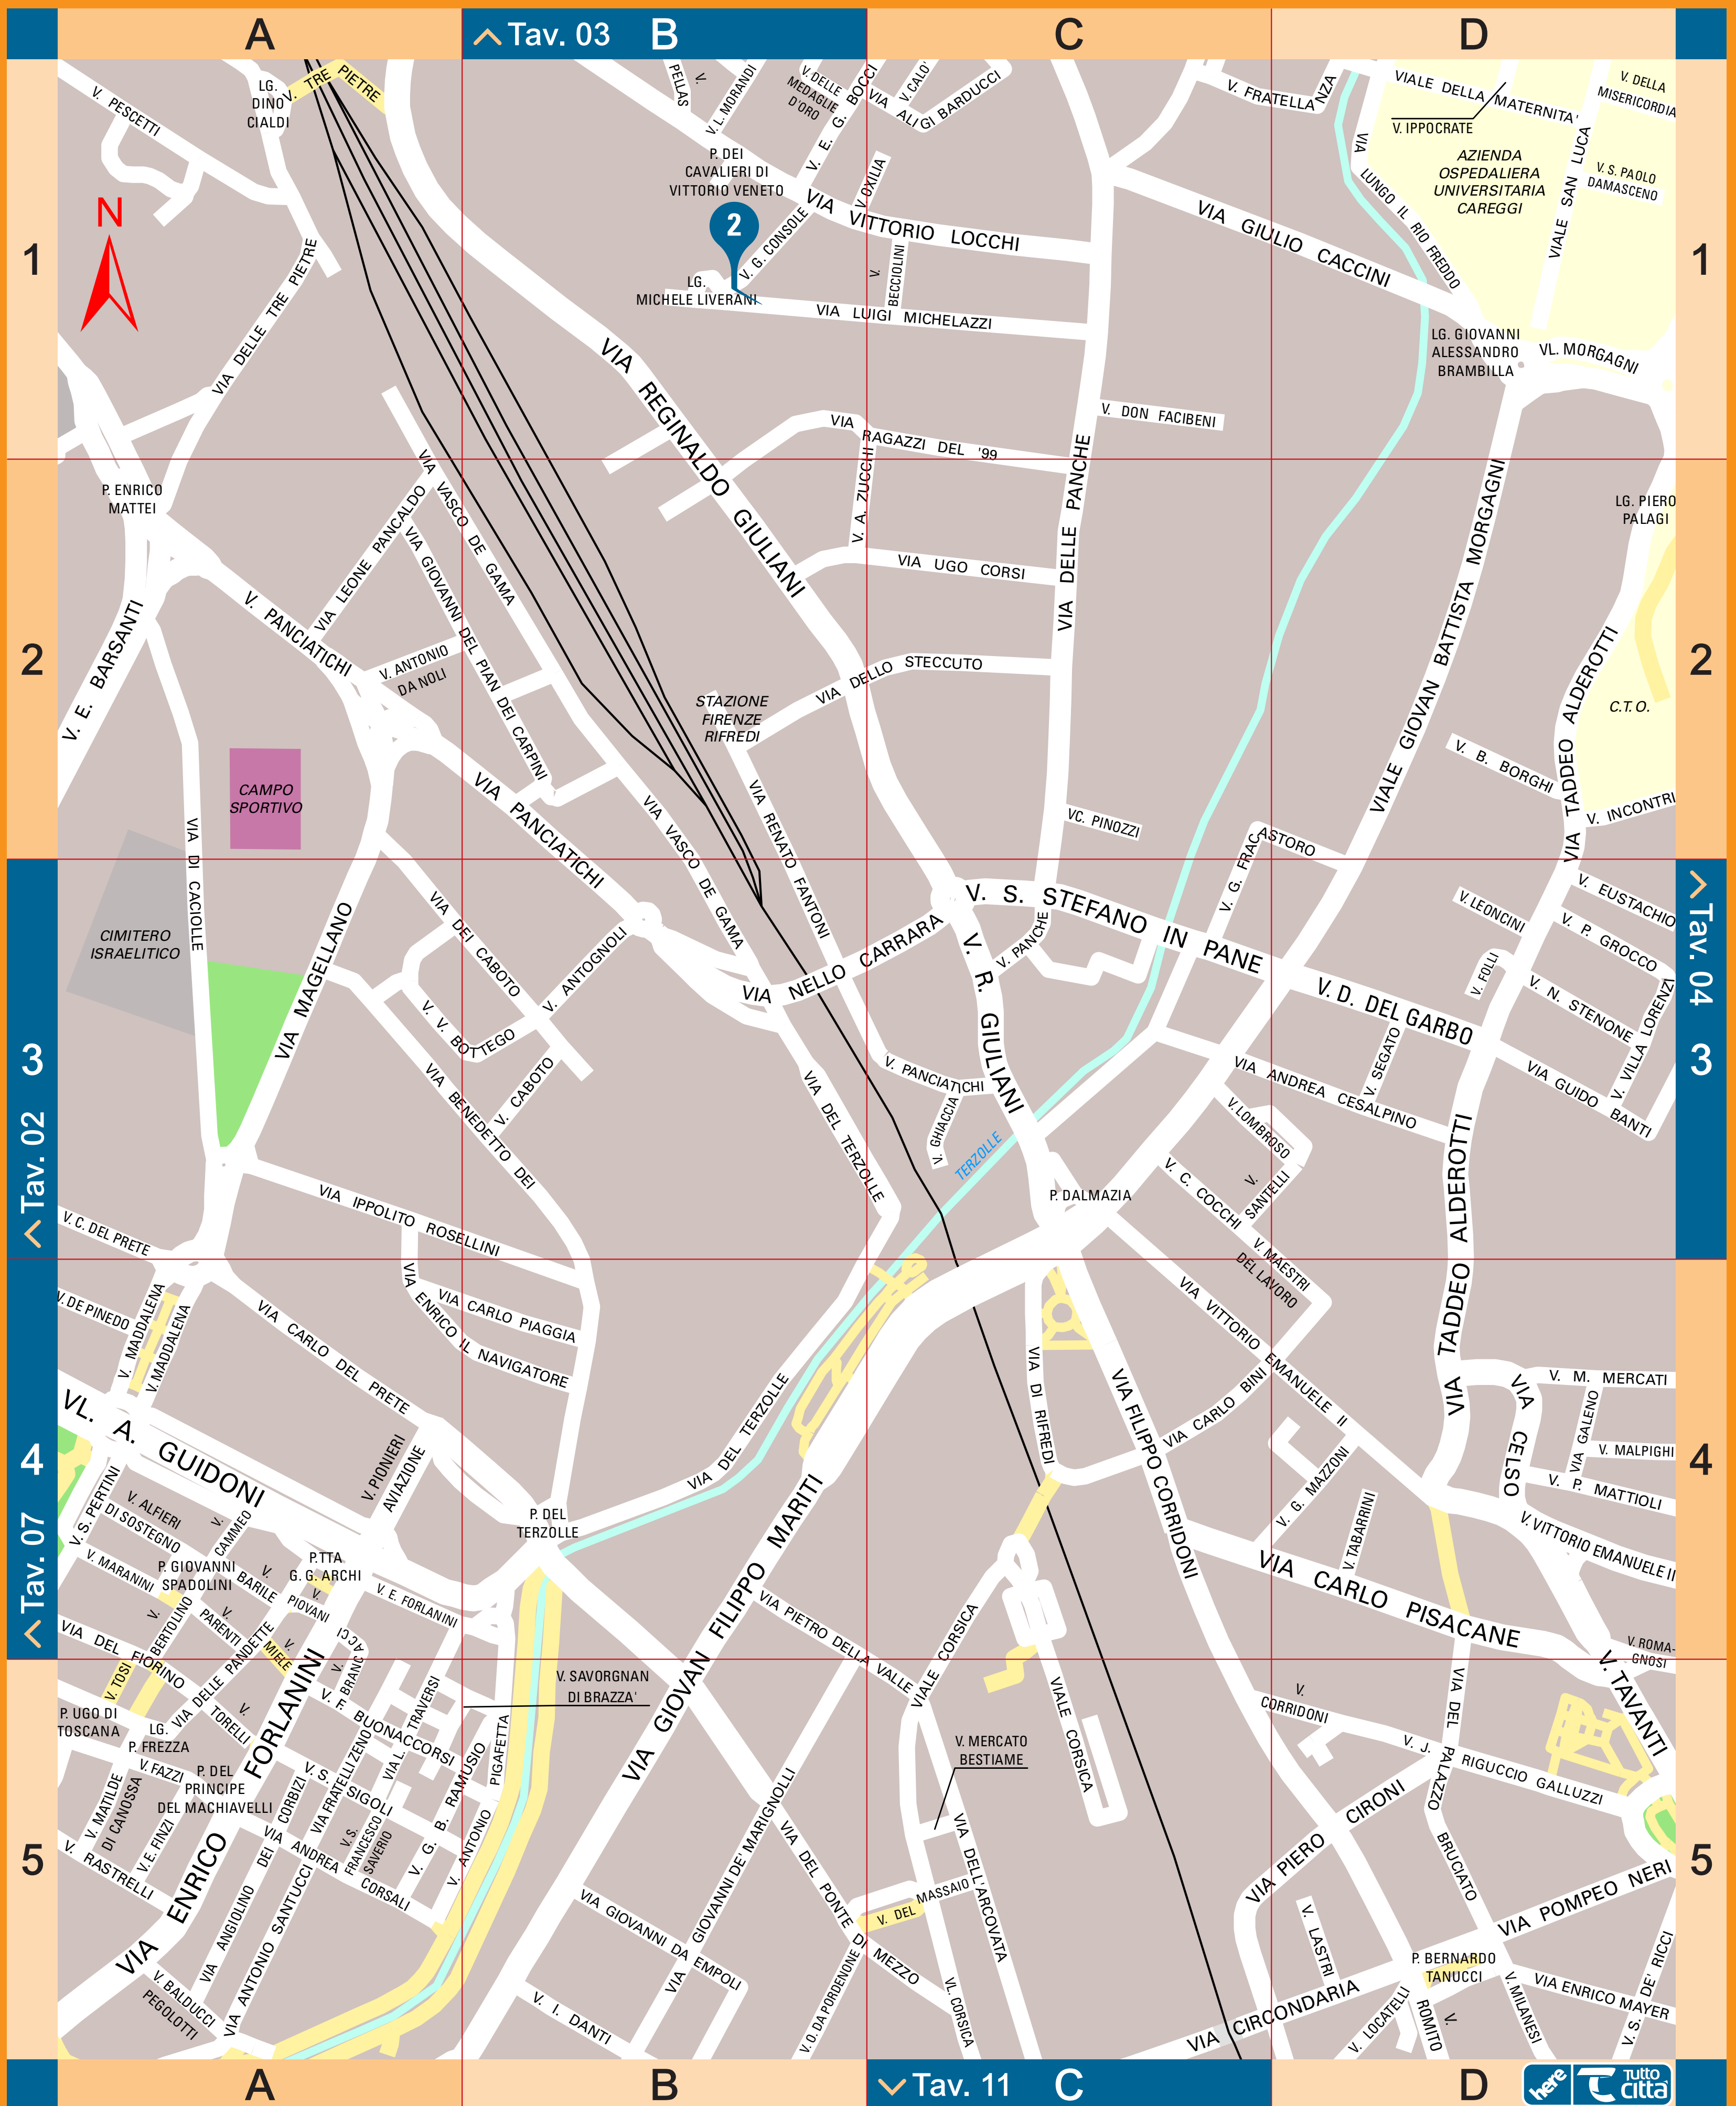 A
Tav. 03
B
C
D
1
V. PESCETTI
LG.
DINO
CIALDI
V. TRE PIETRE
N
VIA DELLE TRE PIETRE
PELLAS
V.
V. L. MORANDI
V. DELLE
MEDAGLIE
D'ORO
V. E. G. BOCCI
VIA
ALIGI BARDUCCI
V. CALO'
P. DEI
CAVALIERI DI
VITTORIO VENETO
V. OXILIA
2
V. G. CONSOLE
VIA VITTORIO LOCCHI
V.
BECCIOLINI
LG.
MICHELE LIVERANI
VIA LUIGI MICHELAZZI
V. FRATELLANZA
VIALE DELLA MATERNITA'
V. IPPOCRATE
V. DELLA
MISERICORDIA
AZIENDA
OSPEDALIERA
UNIVERSITARIA
CAREGGI
VIALE SAN LUCA
V. S. PAOLO
DAMASCENO
VIA LUNGO IL RIO FREDDO
VIA GIULIO CACCINI
LG. GIOVANNI
ALESSANDRO
BRAMBILLA
VL. MORGAGNI
1
VIA REGINALDO GIULIANI
V. DON FACIBENI
VIA RAGAZZI DEL '99
V. A. ZUCCHI
VIA DELLE PANCHE
P. ENRICO
MATTEI
VIA VASCO DE GAMA
VIA LEONE PANCALDO
VIA GIOVANNI DEL PIAN DEI CARPINI
VIA UGO CORSI
VIALE GIOVAN BATTISTA MORGAGNI
LG. PIERO
PALAGI
2
V. E. BARSANTI
V. PANCIATICHI
V. ANTONIO
DA NOLI
STAZIONE
FIRENZE
RIFREDI
VIA DELLO STECCUTO
C.T.O.
VIA TADDEO ALDEROTTI
V. B. BORGHI
V. INCONTRI
2
CAMPO
SPORTIVO
VIA PANCIATICHI
VIA VASCO DE GAMA
VIA RENATO FANTONI
VC. PINOZZI
V. G. FRACASTORO
VIA DI CACIOLLE
CIMITERO
ISRAELITICO
VIA MAGELLANO
VIA DEI CABOTO
V. ANTOGNOLI
V. V. BOTTEGO
V. CABOTO
VIA BENEDETTO DEI
VIA NELLO CARRARA
V. S. STEFANO IN PANE
V. PANCHE
V. R. GIULIANI
V. D. DEL GARBO
V. LEONCINI
V. EUSTACHIO
V. P. GROCCO
V. FOLLI
V. N. STENONE
V. VILLA LORENZI
Tav. 04
3
3
Tav. 02
VIA DEL TERZOLLE
V. PANCIATICHI
V. GHIACCIA
TERZOLLE
VIA ANDREA CESALPINO
V. SEGATO
VIA GUIDO BANTI
V. LOMBROSO
V. C. COCCHI
V.
SANTELLI
P. DALMAZIA
V. MAESTRI
DEL LAVORO
TADDEO ALDEROTTI
V. C. DEL PRETE
VIA IPPOLITO ROSELLINI
VIA ENRICO IL NAVIGATORE
VIA CARLO PIAGGIA
V. DE PINEDO
V. MADDALENA
V. MADDALENA
VIA CARLO DEL PRETE
VIA DI RIFREDI
VIA FILIPPO CORRIDONI
VIA VITTORIO EMANUELE II
VIA CARLO BINI
VIA
VIA CELSO
V. M. MERCATI
VIA GALENO
V. MALPIGHI
V. P. MATTIOLI
4
4
Tav. 07
VL. A. GUIDONI
V. PIONIERI
AVIAZIONE
VIA DEL TERZOLLE
P. DEL
TERZOLLE
V. S. PERTINI
V. ALFIERI
DI SOSTEGNO
V.
CAMMEO
V. MARANINI
P. GIOVANNI
SPADOLINI
V.
BARILE
P.TTA
G. G. ARCHI
V.
PIOVANI
V. E. FORLANINI
V.
BERTOLINO
V.
PARENTI
V.
MIELE
V.
BRANCACCI
VIA DEL FIORINO
VIA DELLE PANDETTE
V. TOSI
VIA GIOVAN FILIPPO MARITI
VIA PIETRO DELLA VALLE
V. G. MAZZONI
V. TABARRINI
VIA CARLO PISACANE
V. VITTORIO EMANUELE II
V. ROMA-
GNOSI
V. TAVANTI
VIALE CORSICA
VIALE CORSICA
P. UGO DI
TOSCANA
LG.
P. FREZZA
V.
TORELLI
V. F. BUONACCORSI
VIA L. TRAVERSI
V. SAVORGNAN
DI BRAZZA'
V. ANTONIO PIGAFETTA
V. G. B. RAMUSIO
V. FAZZI
P. DEL
PRINCIPE
DEL MACHIAVELLI
V. MATILDE
DI CANOSSA
V. E. FINZI
V. RASTRELLI
V. S. SIGOLI
VIA FRATELLI ZENO
VIA ANGIOLINO DEI CORBIZI
VIA ANDREA CORSALI
V. S.
FRANCESCO
SAVERIO
VIA ENRICO FORLANINI
VIA ANTONIO SANTUCCI
V. BALDUCCI
PEGOLOTTI
5
VIA GIOVANNI DE' MARIGNOLLI
VIA GIOVANNI DA EMPOLI
V. I. DANTI
VIA DEL PONTE DI MEZZO
V. O. DA PORDENONE
V. MERCATO
BESTIAME
VIA DELL'ARCOVATA
V. DEL MASSAIO
VL. CORSICA
V.
CORRIDONI
VIA DEL PALAZZO BRUCIATO
V. J. RIGUCCIO GALLUZZI
VIA PIERO CIRONI
V. LASTRI
VIA POMPEO NERI
P. BERNARDO
TANUCCI
VIA CIRCONDARIA
V. LOCATELLI
V.
ROMITO
V. MILANESI
VIA ENRICO MAYER
V. S. DE' RICCI
5
A
B
Tav. 11
C
D
here
TUTTO
città